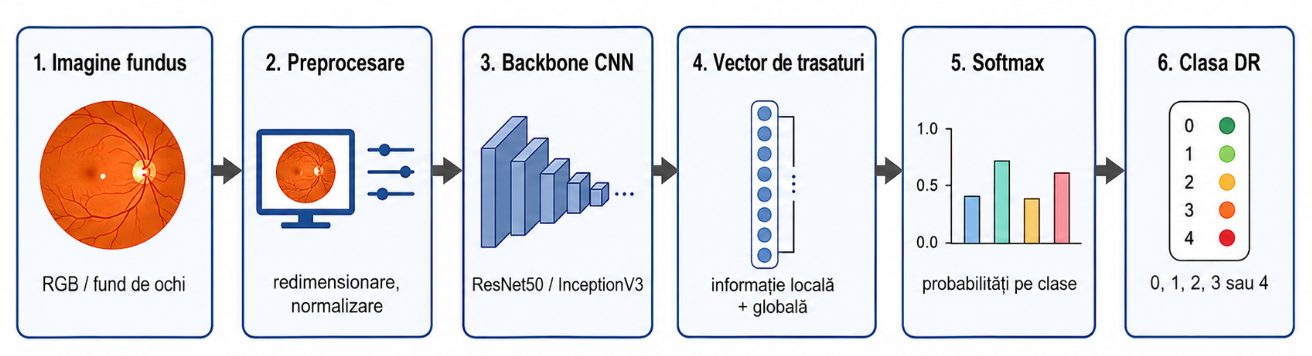 1. Imagine fundus
RGB / fund de ochi
2. Preprocesare
redimensionare,
normalizare
3. Backbone CNN
...
ResNet50 / InceptionV3
4. Vector de trasaturi
informație locală
+ globală
5. Softmax
1.0
0.5
0.0
probabilități pe clase
6. Clasa DR
0
1
2
3
4
0, 1, 2, 3 sau 4